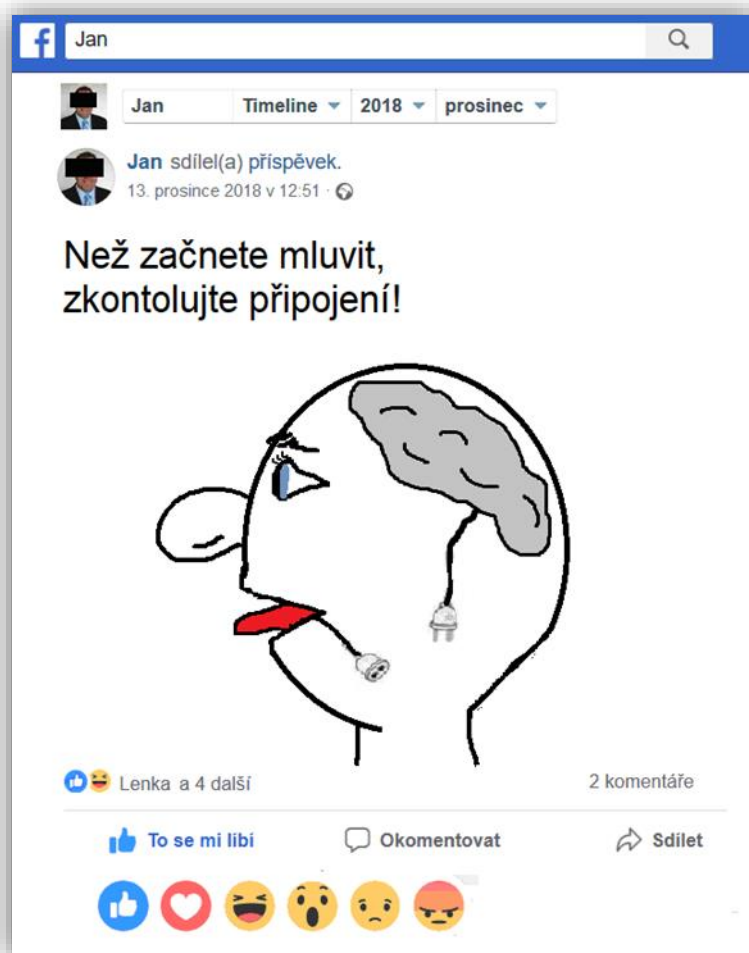 f Jan
Jan Timeline 2018 prosinec
Jan sdílel(a) příspěvek.
13. prosince 2018 v 12:51 ·
Než začnete mluvit,
zkontolujte připojení!
Lenka a 4 další 2 komentáře
To se mi libí Okomentovat Sdílet